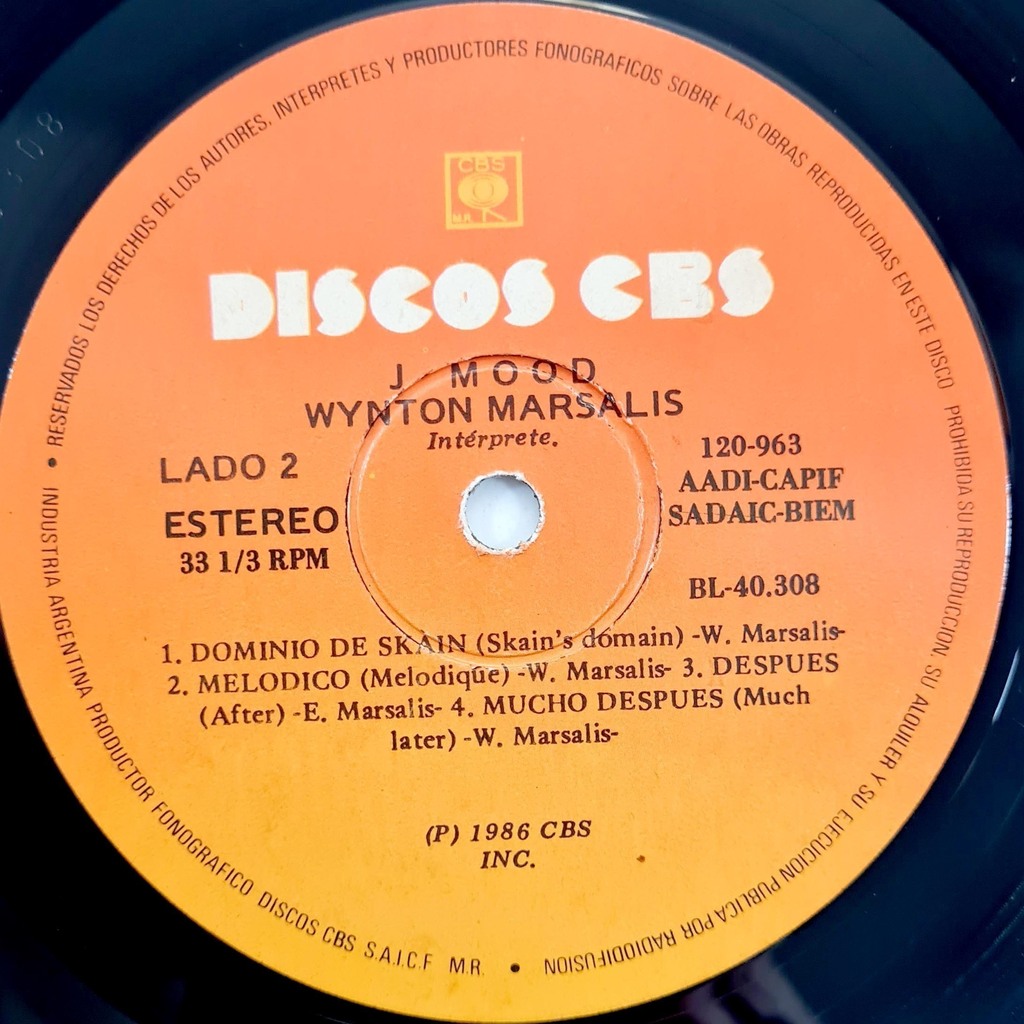 RESERVADOS LOS DERECHOS DE LOS AUTORES, INTERPRETES Y PRODUCTORES FONOGRAFICOS SOBRE LAS OBRAS REPRODUCIDAS EN ESTE DISCO PROHIBIDA SU REPRODUCCION, SU ALQUILER Y SU EJECUCION PUBLICA POR RADIODIFUSION
CBS
M.R.
DISCOS CBS
J MOOD
WYNTON MARSALIS
Intérprete.
LADO 2
ESTEREO
33 1/3 RPM
120-963
AADI-CAPIF
SADAIC-BIEM
BL-40.308
1. DOMINIO DE SKAIN (Skain's domain) -W. Marsalis-
2. MELODICO (Melodique) -W. Marsalis- 3. DESPUES
(After) -E. Marsalis- 4. MUCHO DESPUES (Much
later) -W. Marsalis-
(P) 1986 CBS
INC.
INDUSTRIA ARGENTINA PRODUCTOR FONOGRAFICO DISCOS CBS S.A.I.C.F M.R.